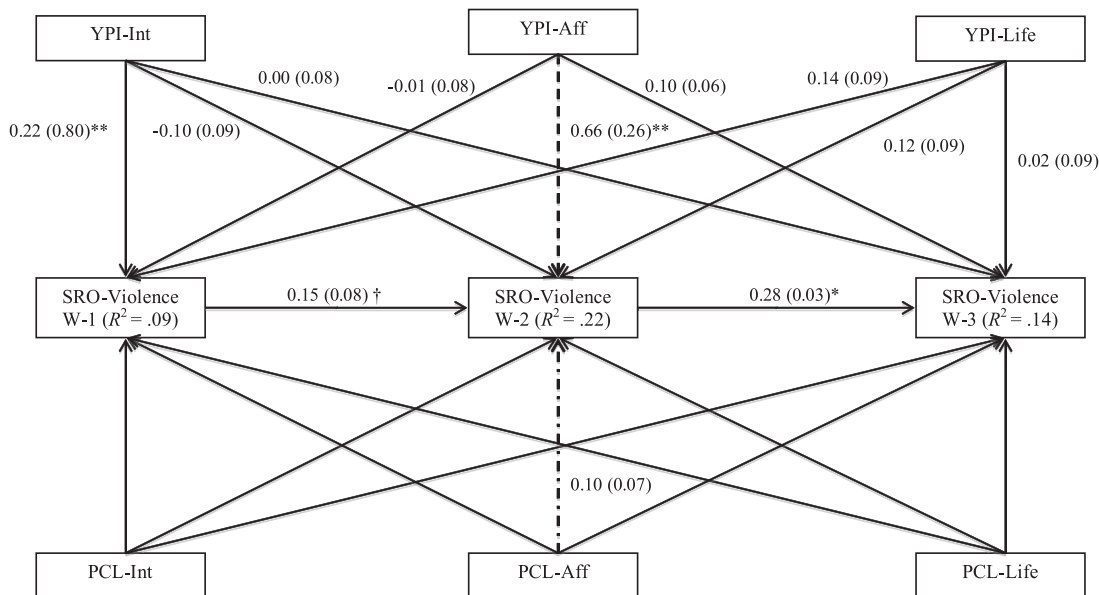 YPI-Int
YPI-Aff
YPI-Life
0.00 (0.08)
-0.01 (0.08)
0.10 (0.06)
0.14 (0.09)
0.22 (0.80)**
-0.10 (0.09)
0.66 (0.26)**
0.12 (0.09)
0.02 (0.09)
SRO-Violence
W-1 (R² = .09)
0.15 (0.08) †
SRO-Violence
W-2 (R² = .22)
0.28 (0.03)*
SRO-Violence
W-3 (R² = .14)
0.10 (0.07)
PCL-Int
PCL-Aff
PCL-Life